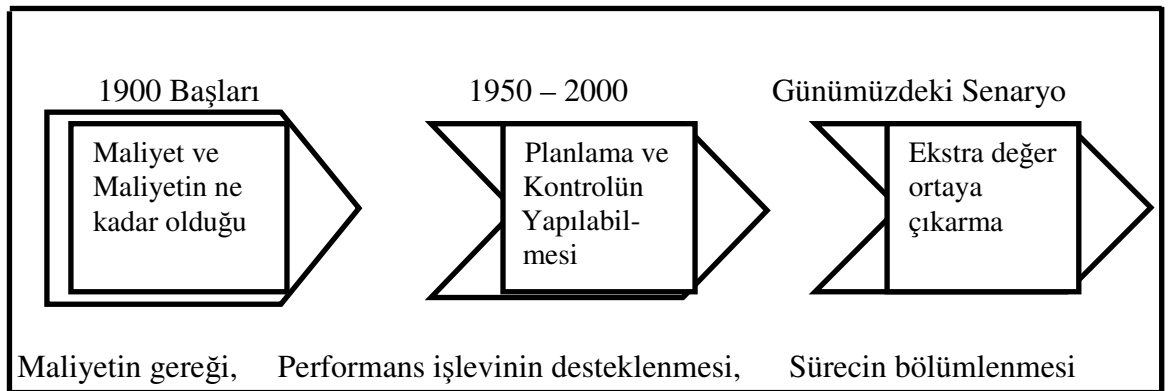 1900 Başları
1950 – 2000
Günümüzdeki Senaryo
Maliyet ve
Maliyetin ne
kadar olduğu
Planlama ve
Kontrolün
Yapılabil-
mesi
Ekstra değer
ortaya
çıkarma
Maliyetin gereği,
Performans işlevinin desteklenmesi,
Sürecin bölümlenmesi